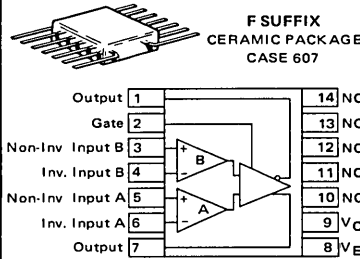 F SUFFIX
CERAMIC PACKAGE
CASE 607
Output 1
Gate 2
Non-Inv Input B 3
Inv. Input B 4
Non-Inv Input A 5
Inv. Input A 6
Output 7
+
B
-
+
A
-
14 NC
13 NC
12 NC
11 NC
10 NC
9 V
8 VE